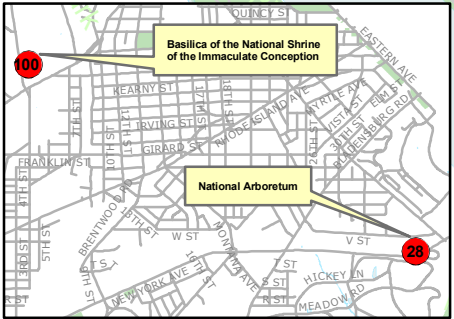 QUINCY ST
Basilica of the National Shrine
of the Immaculate Conception
100
EASTERN AVE
KEARNY ST
17TH ST
18TH ST
MYRTLE AVE
ELM ST
VISTA ST
7TH ST
12TH ST
RHODE ISLAND AVE
30TH ST
BLADENSBURG RD
IRVING ST
GIRARD ST
10TH ST
26TH ST
FRANKLIN ST
4TH ST
National Arboretum
BRENTWOOD RD
13TH ST
W ST
MONTANA AVE
V ST
28
3RD ST
5TH ST
T ST
16TH ST
T ST
9TH ST
NEW YORK AVE
S ST
HICKEY LN
R ST
R ST
MEADOW RD